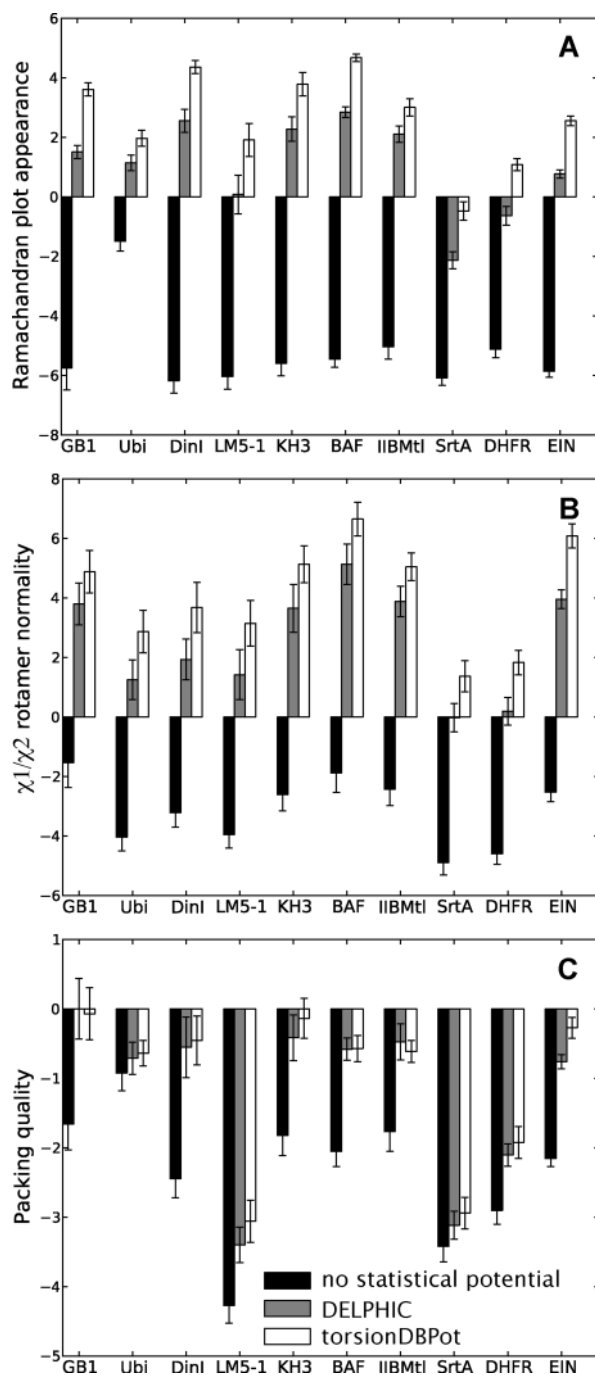 A
6
4
2
0
−2
−4
−6
−8
Ramachandran plot appearance
GB1 Ubi DinI LM5-1 KH3 BAF IIBMtl SrtA DHFR EIN
B
8
6
4
2
0
−2
−4
−6
χ1/χ2 rotamer normality
GB1 Ubi DinI LM5-1 KH3 BAF IIBMtl SrtA DHFR EIN
C
1
0
−1
−2
−3
−4
−5
Packing quality
no statistical potential
DELPHIC
torsionDBPot
GB1 Ubi DinI LM5-1 KH3 BAF IIBMtl SrtA DHFR EIN